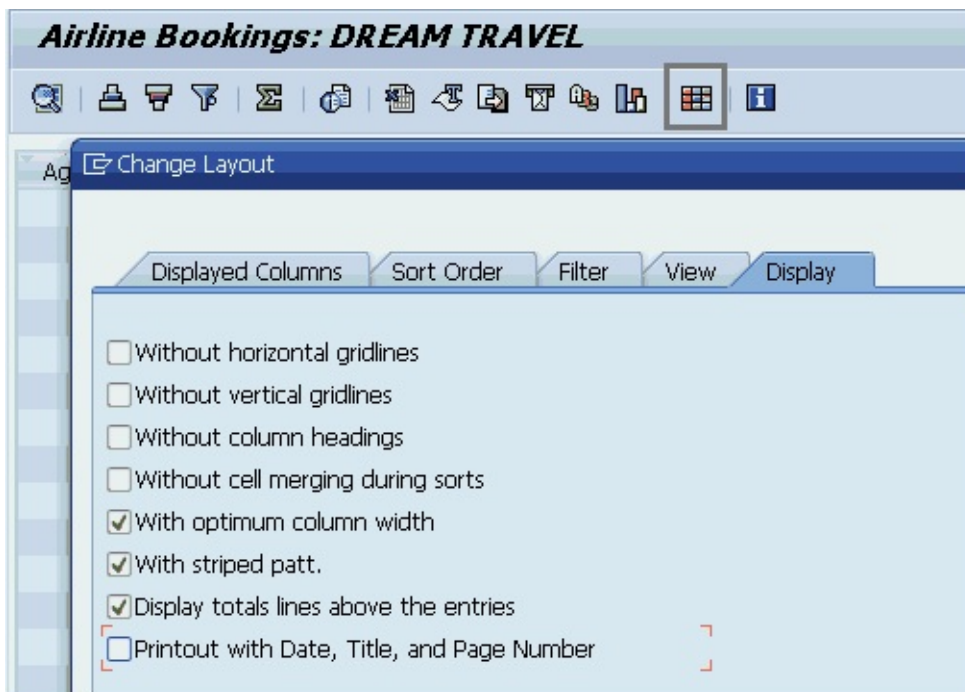 Airline Bookings: DREAM TRAVEL
Ag
Change Layout
Displayed Columns Sort Order Filter View Display
Without horizontal gridlines
Without vertical gridlines
Without column headings
Without cell merging during sorts
With optimum column width
With striped patt.
Display totals lines above the entries
Printout with Date, Title, and Page Number